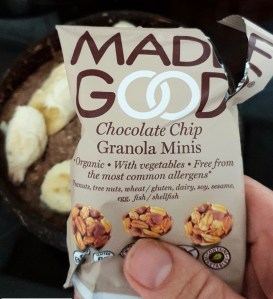 MADE
GOOD
Chocolate Chip
Granola Minis
• Organic • With vegetables • Free from
the most common allergens*
*Peanuts, tree nuts, wheat / gluten, dairy, soy, sesame,
egg, fish / shellfish